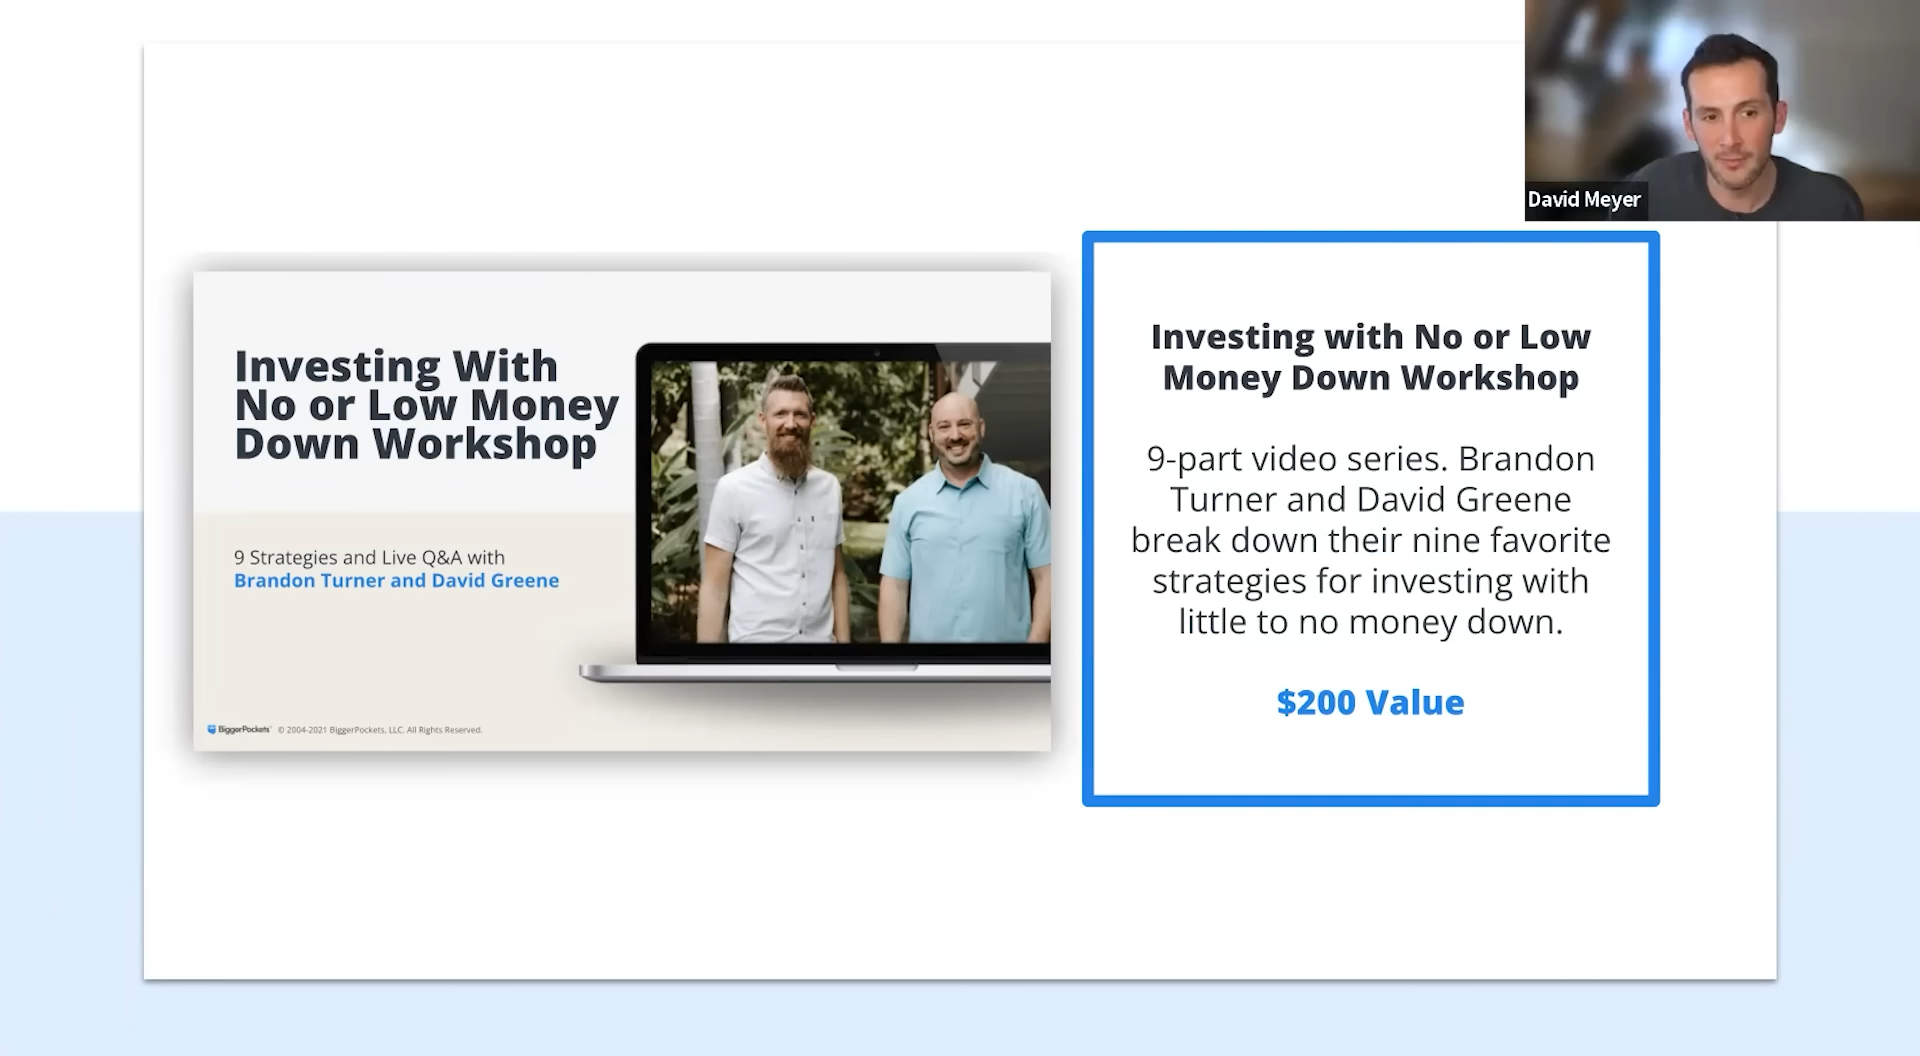 David Meyer
Investing With
No or Low Money
Down Workshop
9 Strategies and Live Q&A with
Brandon Turner and David Greene
BiggerPockets © 2004-2021 BiggerPockets, LLC. All Rights Reserved.
Investing with No or Low
Money Down Workshop
9-part video series. Brandon
Turner and David Greene
break down their nine favorite
strategies for investing with
little to no money down.
$200 Value